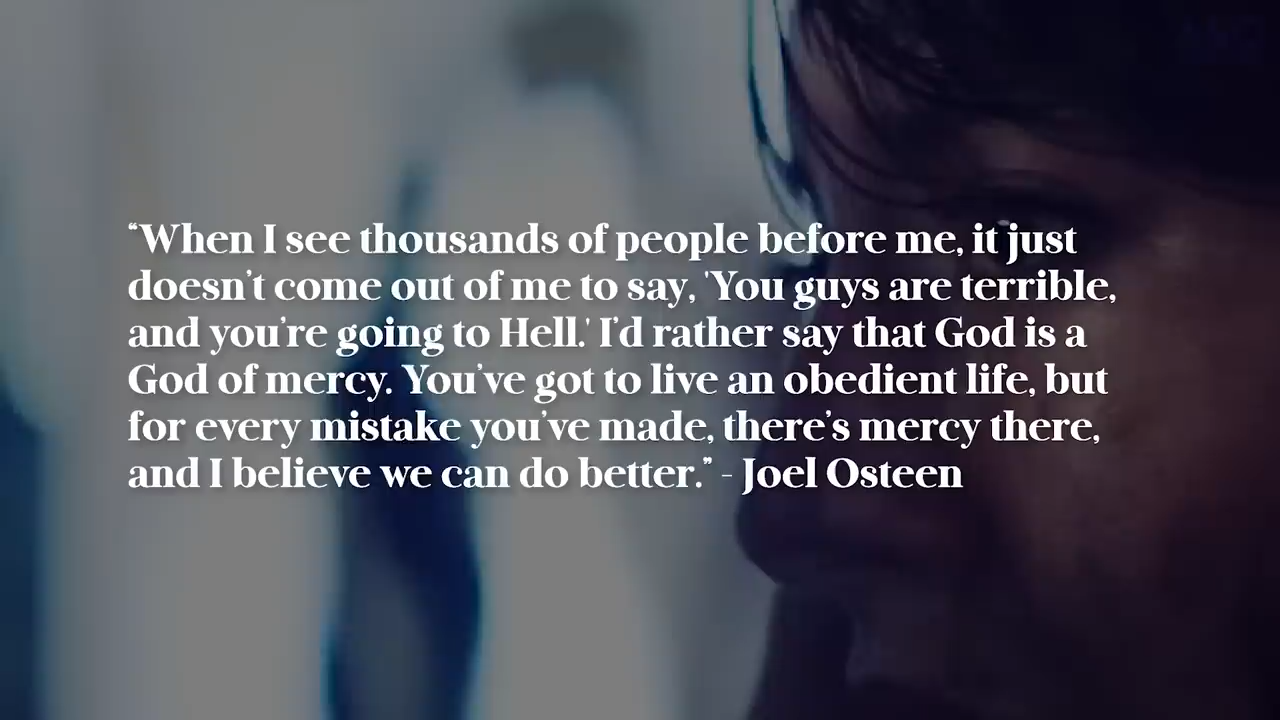 “When I see thousands of people before me, it just
doesn’t come out of me to say, 'You guys are terrible,
and you’re going to Hell.' I’d rather say that God is a
God of mercy. You’ve got to live an obedient life, but
for every mistake you’ve made, there’s mercy there,
and I believe we can do better.” - Joel Osteen